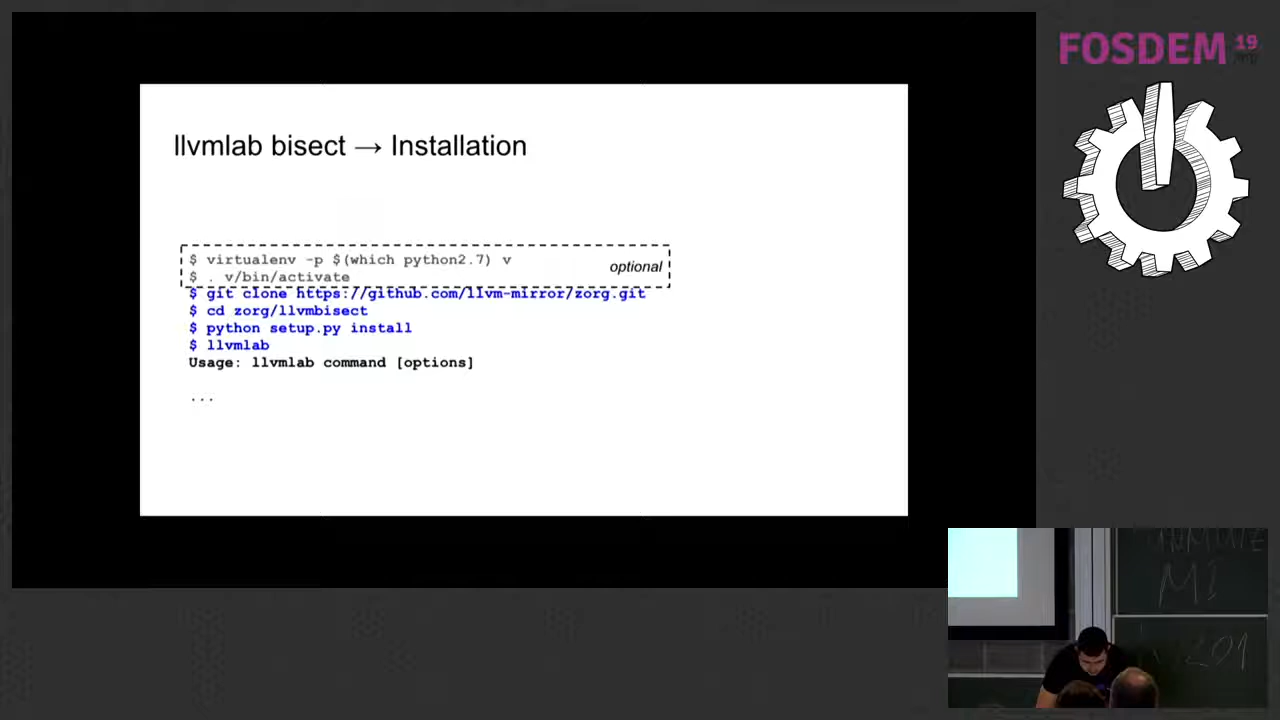 FOSDEM 19
llvmlab bisect → Installation
$ virtualenv -p $(which python2.7) v
$ . v/bin/activate
optional
$ git clone https://github.com/llvm-mirror/zorg.git
$ cd zorg/llvmbisect
$ python setup.py install
$ llvmlab
Usage: llvmlab command [options]
...
MI